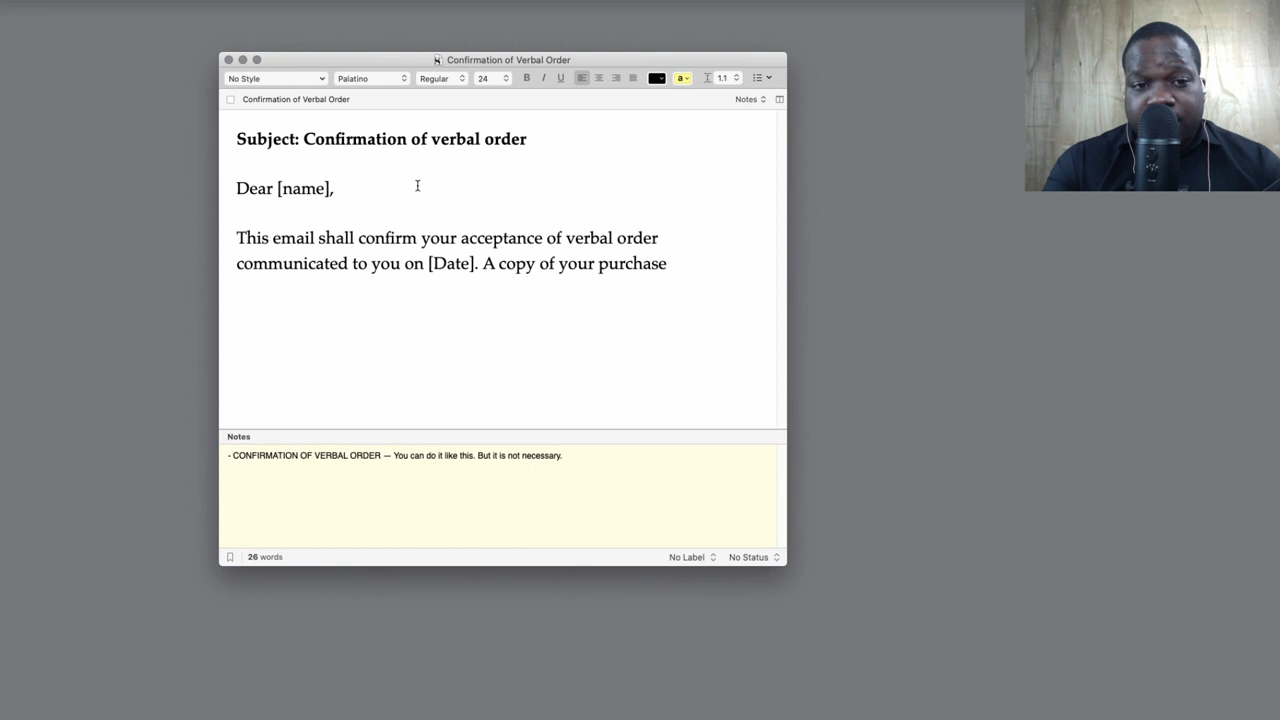 Confirmation of Verbal Order
No Style Palatino Regular 24 B I U a 1.1
Confirmation of Verbal Order Notes
Subject: Confirmation of verbal order
Dear [name],
This email shall confirm your acceptance of verbal order
communicated to you on [Date]. A copy of your purchase
Notes
- CONFIRMATION OF VERBAL ORDER — You can do it like this. But it is not necessary.
26 words No Label No Status